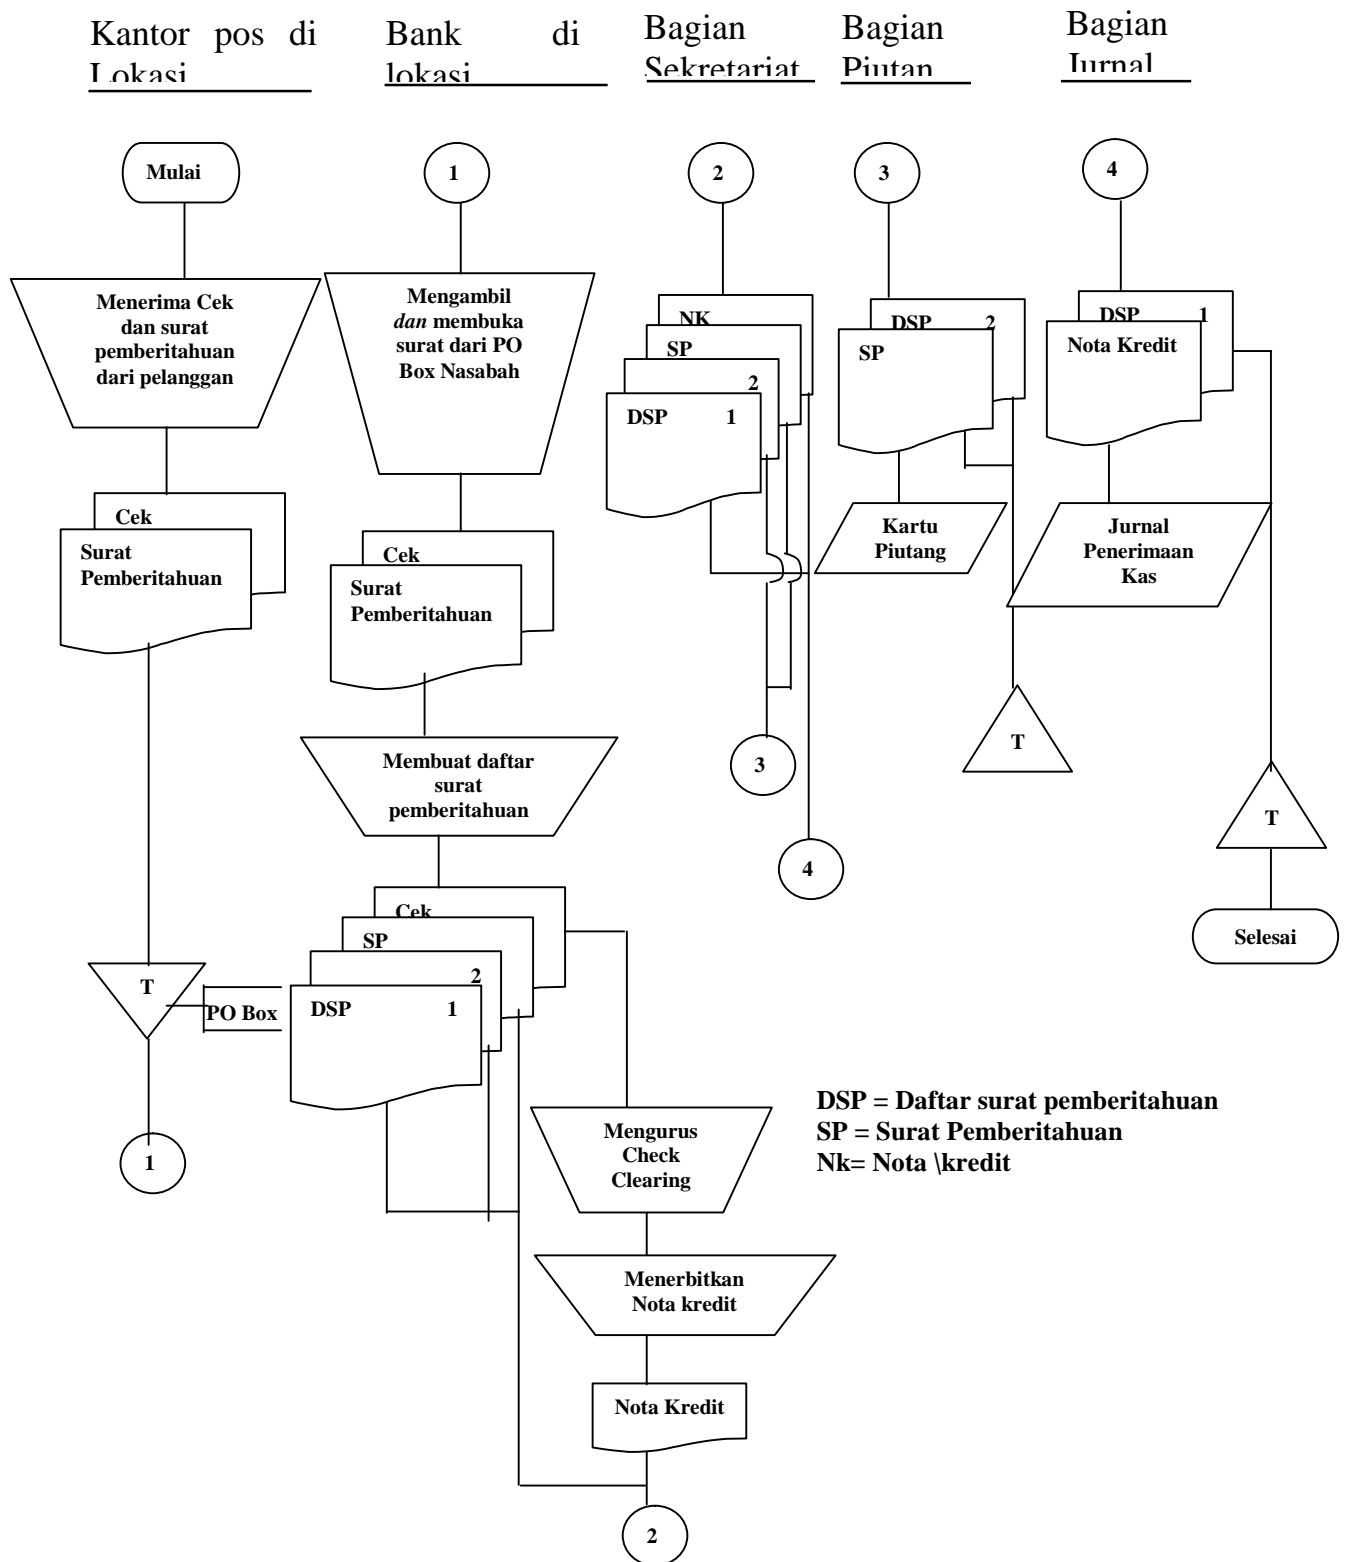 Kantor pos di
Lokasi
Bank di
lokasi
Bagian
Sekretariat
Bagian
Piutan
Bagian
Jurnal
Mulai
Menerima Cek
dan surat
pemberitahuan
dari pelanggan
Cek
Surat
Pemberitahuan
T
PO Box
1
1
Mengambil
dan membuka
surat dari PO
Box Nasabah
Cek
Surat
Pemberitahuan
Membuat daftar
surat
pemberitahuan
Cek
SP
2
DSP 1
Mengurus
Check
Clearing
Menerbitkan
Nota kredit
Nota Kredit
2
2
NK
SP
2
DSP 1
3
4
3
DSP 2
SP
Kartu
Piutang
T
4
DSP 1
Nota Kredit
Jurnal
Penerimaan
Kas
T
Selesai
DSP = Daftar surat pemberitahuan
SP = Surat Pemberitahuan
Nk= Nota \kredit